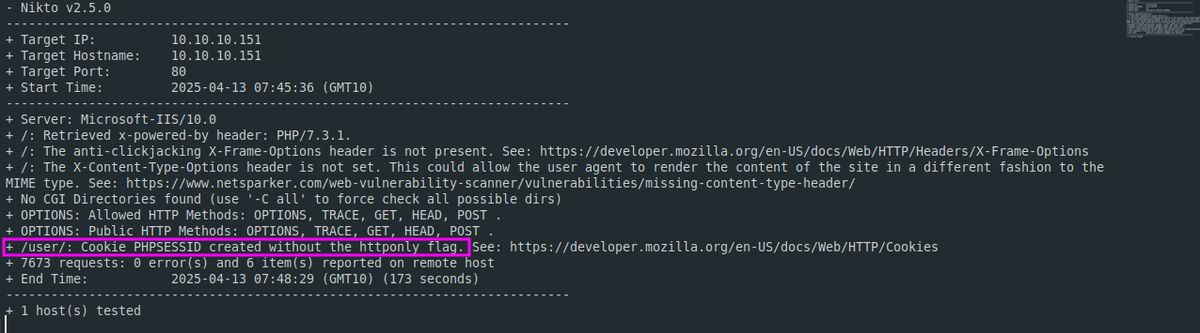 - Nikto v2.5.0
---------------------------------------------------------------------------
+ Target IP:          10.10.10.151
+ Target Hostname:    10.10.10.151
+ Target Port:        80
+ Start Time:         2025-04-13 07:45:36 (GMT10)
---------------------------------------------------------------------------
+ Server: Microsoft-IIS/10.0
+ /: Retrieved x-powered-by header: PHP/7.3.1.
+ /: The anti-clickjacking X-Frame-Options header is not present. See: https://developer.mozilla.org/en-US/docs/Web/HTTP/Headers/X-Frame-Options
+ /: The X-Content-Type-Options header is not set. This could allow the user agent to render the content of the site in a different fashion to the
MIME type. See: https://www.netsparker.com/web-vulnerability-scanner/vulnerabilities/missing-content-type-header/
+ No CGI Directories found (use '-C all' to force check all possible dirs)
+ OPTIONS: Allowed HTTP Methods: OPTIONS, TRACE, GET, HEAD, POST .
+ OPTIONS: Public HTTP Methods: OPTIONS, TRACE, GET, HEAD, POST .
+ /user/: Cookie PHPSESSID created without the httponly flag. See: https://developer.mozilla.org/en-US/docs/Web/HTTP/Cookies
+ 7673 requests: 0 error(s) and 6 item(s) reported on remote host
+ End Time:           2025-04-13 07:48:29 (GMT10) (173 seconds)
---------------------------------------------------------------------------
+ 1 host(s) tested